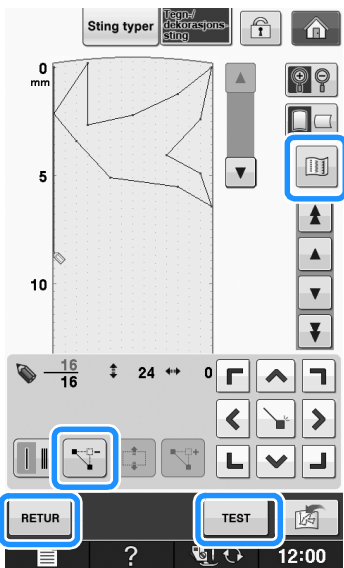 Sting typer
Tegn-/
dekorasjons-
sting
0
mm
5
10
16
16
24
0
RETUR
TEST
?
12:00